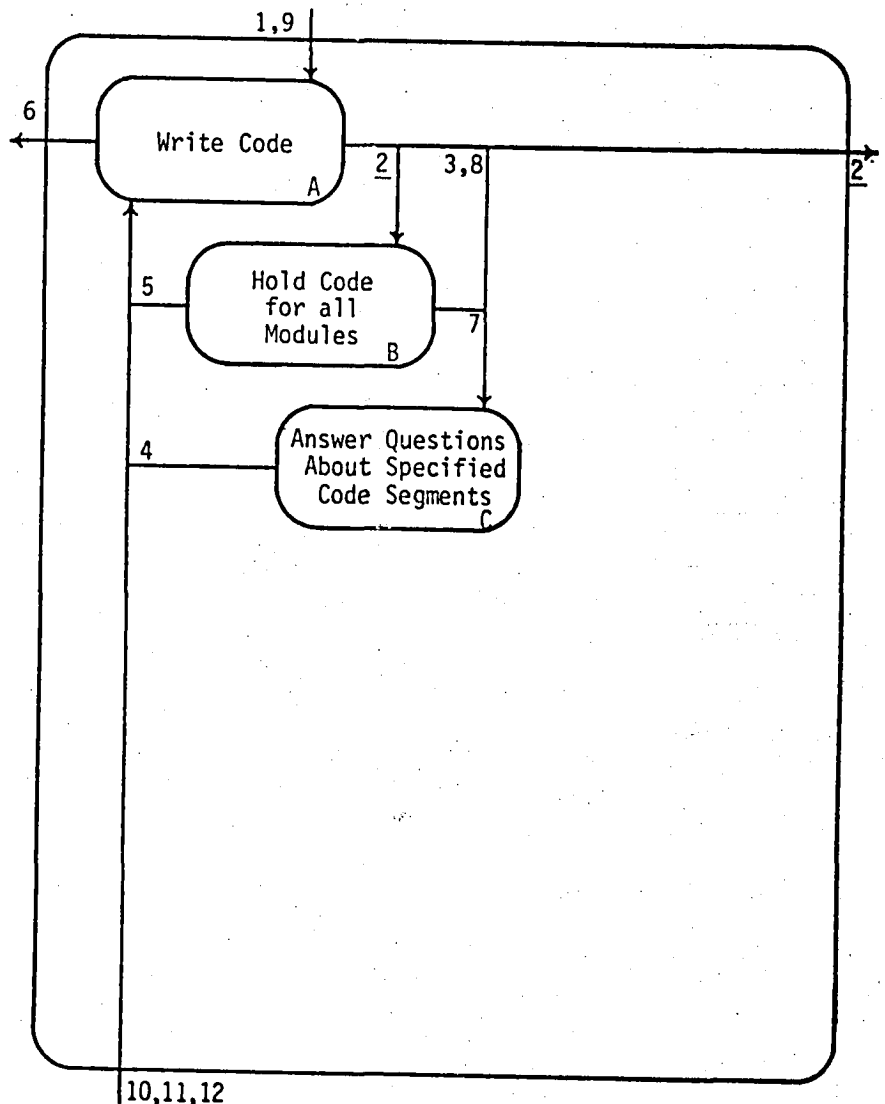 1,9
6
Write Code
A
2
3,8
2
5
Hold Code
for all
Modules
B
7
4
Answer Questions
About Specified
Code Segments
C
10,11,12